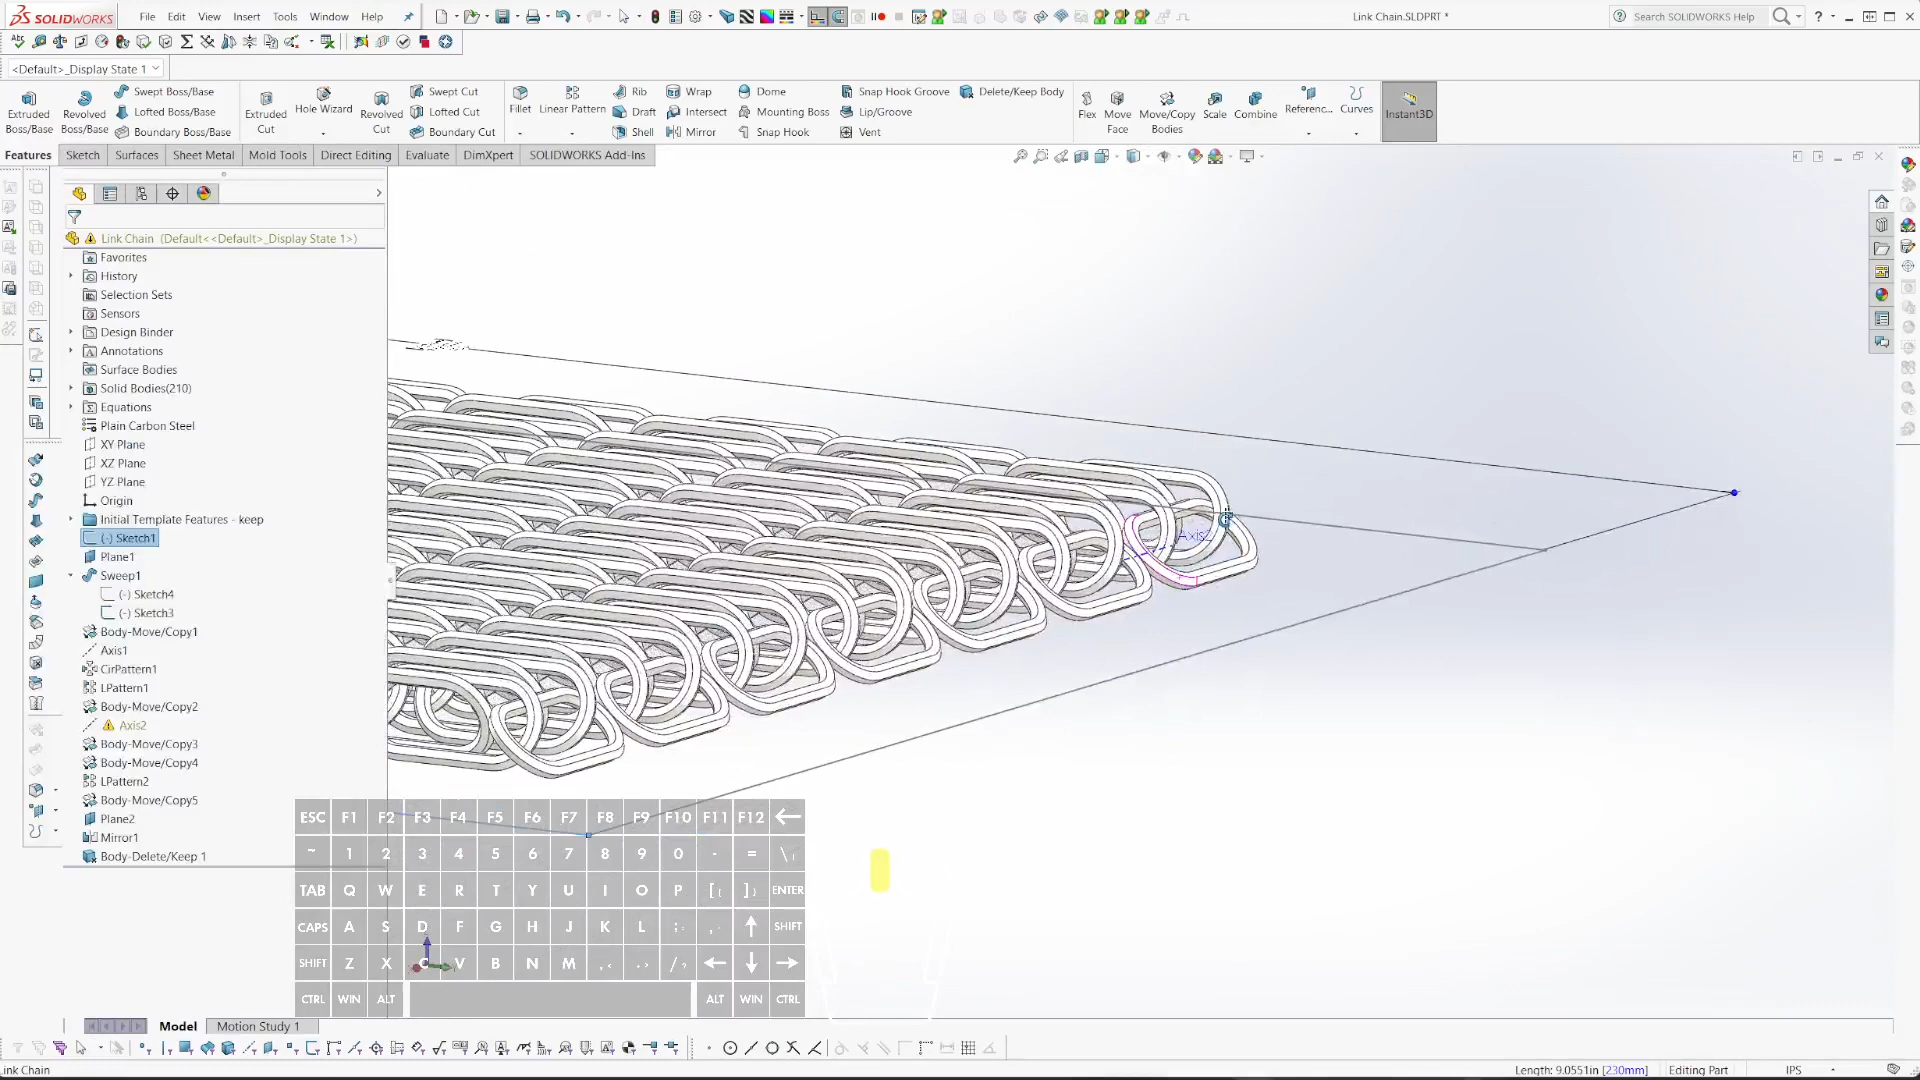 SOLIDWORKS File Edit View Insert Tools Window Help Link Chain.SLDPRT * Search SOLIDWORKS Help
<Default>_Display State 1
Extruded Boss/Base Revolved Boss/Base Swept Boss/Base Lofted Boss/Base Boundary Boss/Base
Extruded Cut Hole Wizard Revolved Cut Swept Cut Lofted Cut Boundary Cut
Fillet Linear Pattern Rib Draft Shell Wrap Intersect Mirror Dome Mounting Boss Snap Hook Snap Hook Groove Lip/Groove Vent Delete/Keep Body
Flex Move Face Move/Copy Bodies Scale Combine Referenc... Curves Instant3D
Features Sketch Surfaces Sheet Metal Mold Tools Direct Editing Evaluate DimXpert SOLIDWORKS Add-Ins
Link Chain (Default<<Default>_Display State 1>)
Favorites
History
Selection Sets
Sensors
Design Binder
Annotations
Surface Bodies
Solid Bodies(210)
Equations
Plain Carbon Steel
XY Plane
XZ Plane
YZ Plane
Origin
Initial Template Features - keep
(-) Sketch1
Plane1
Sweep1
(-) Sketch4
(-) Sketch3
Body-Move/Copy1
Axis1
CirPattern1
LPattern1
Body-Move/Copy2
Axis2
Body-Move/Copy3
Body-Move/Copy4
LPattern2
Body-Move/Copy5
Plane2
Mirror1
Body-Delete/Keep 1
Axis2
ESC F1 F2 F3 F4 F5 F6 F7 F8 F9 F10 F11 F12
~ 1 2 3 4 5 6 7 8 9 0 - = \|
TAB Q W E R T Y U I O P [{ ]} ENTER
CAPS A S D F G H J K L ;: ,. SHIFT
SHIFT Z X C V B N M ,< .> /?
CTRL WIN ALT ALT WIN CTRL
Model Motion Study 1
Link Chain Length: 9.0551in [230mm] Editing Part IPS